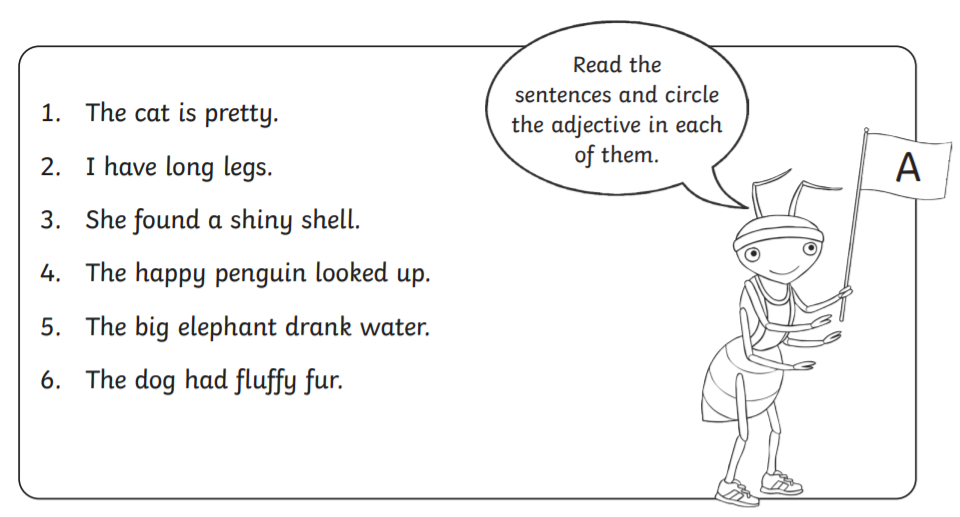 Read the
sentences and circle
the adjective in each
of them.
1. The cat is pretty.
2. I have long legs.
3. She found a shiny shell.
4. The happy penguin looked up.
5. The big elephant drank water.
6. The dog had fluffy fur.
A